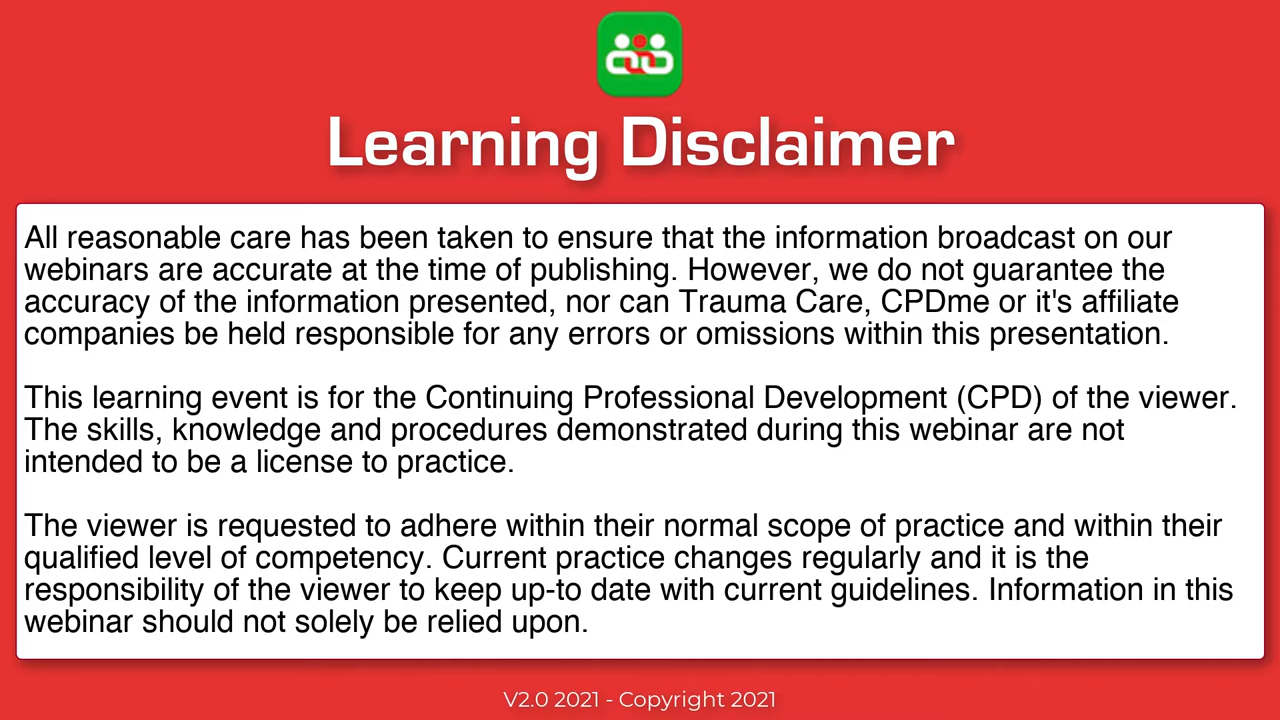 Learning Disclaimer
All reasonable care has been taken to ensure that the information broadcast on our
webinars are accurate at the time of publishing. However, we do not guarantee the
accuracy of the information presented, nor can Trauma Care, CPDme or it's affiliate
companies be held responsible for any errors or omissions within this presentation.
This learning event is for the Continuing Professional Development (CPD) of the viewer.
The skills, knowledge and procedures demonstrated during this webinar are not
intended to be a license to practice.
The viewer is requested to adhere within their normal scope of practice and within their
qualified level of competency. Current practice changes regularly and it is the
responsibility of the viewer to keep up-to date with current guidelines. Information in this
webinar should not solely be relied upon.
V2.0 2021 - Copyright 2021